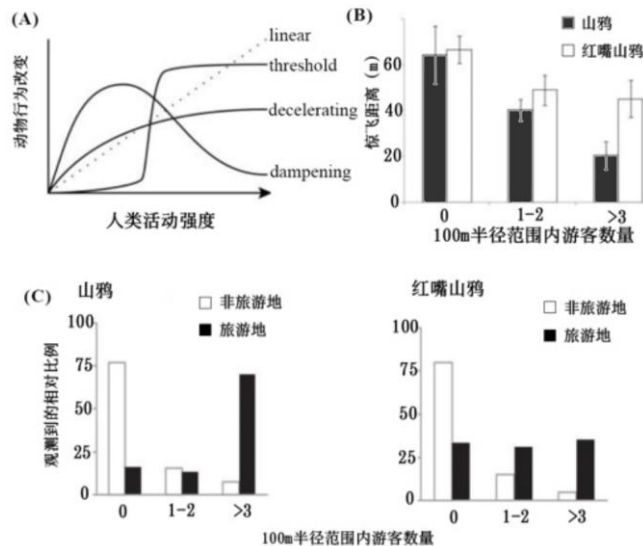 (A)
动物行为改变
linear
threshold
decelerating
dampening
人类活动强度
(B)
山鸦
红嘴山鸦
惊飞距离 (m)
60
40
20
0
0 1-2 >3
100m半径范围内游客数量
(C) 山鸦
非旅游地
旅游地
观测到的相对比例
100
75
25
0
0 1-2 >3
红嘴山鸦
非旅游地
旅游地
100
75
50
25
0
0 1-2 >3
100m半径范围内游客数量